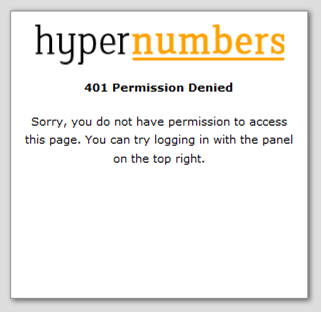 hypernumbers
401 Permission Denied
Sorry, you do not have permission to access
this page. You can try logging in with the panel
on the top right.